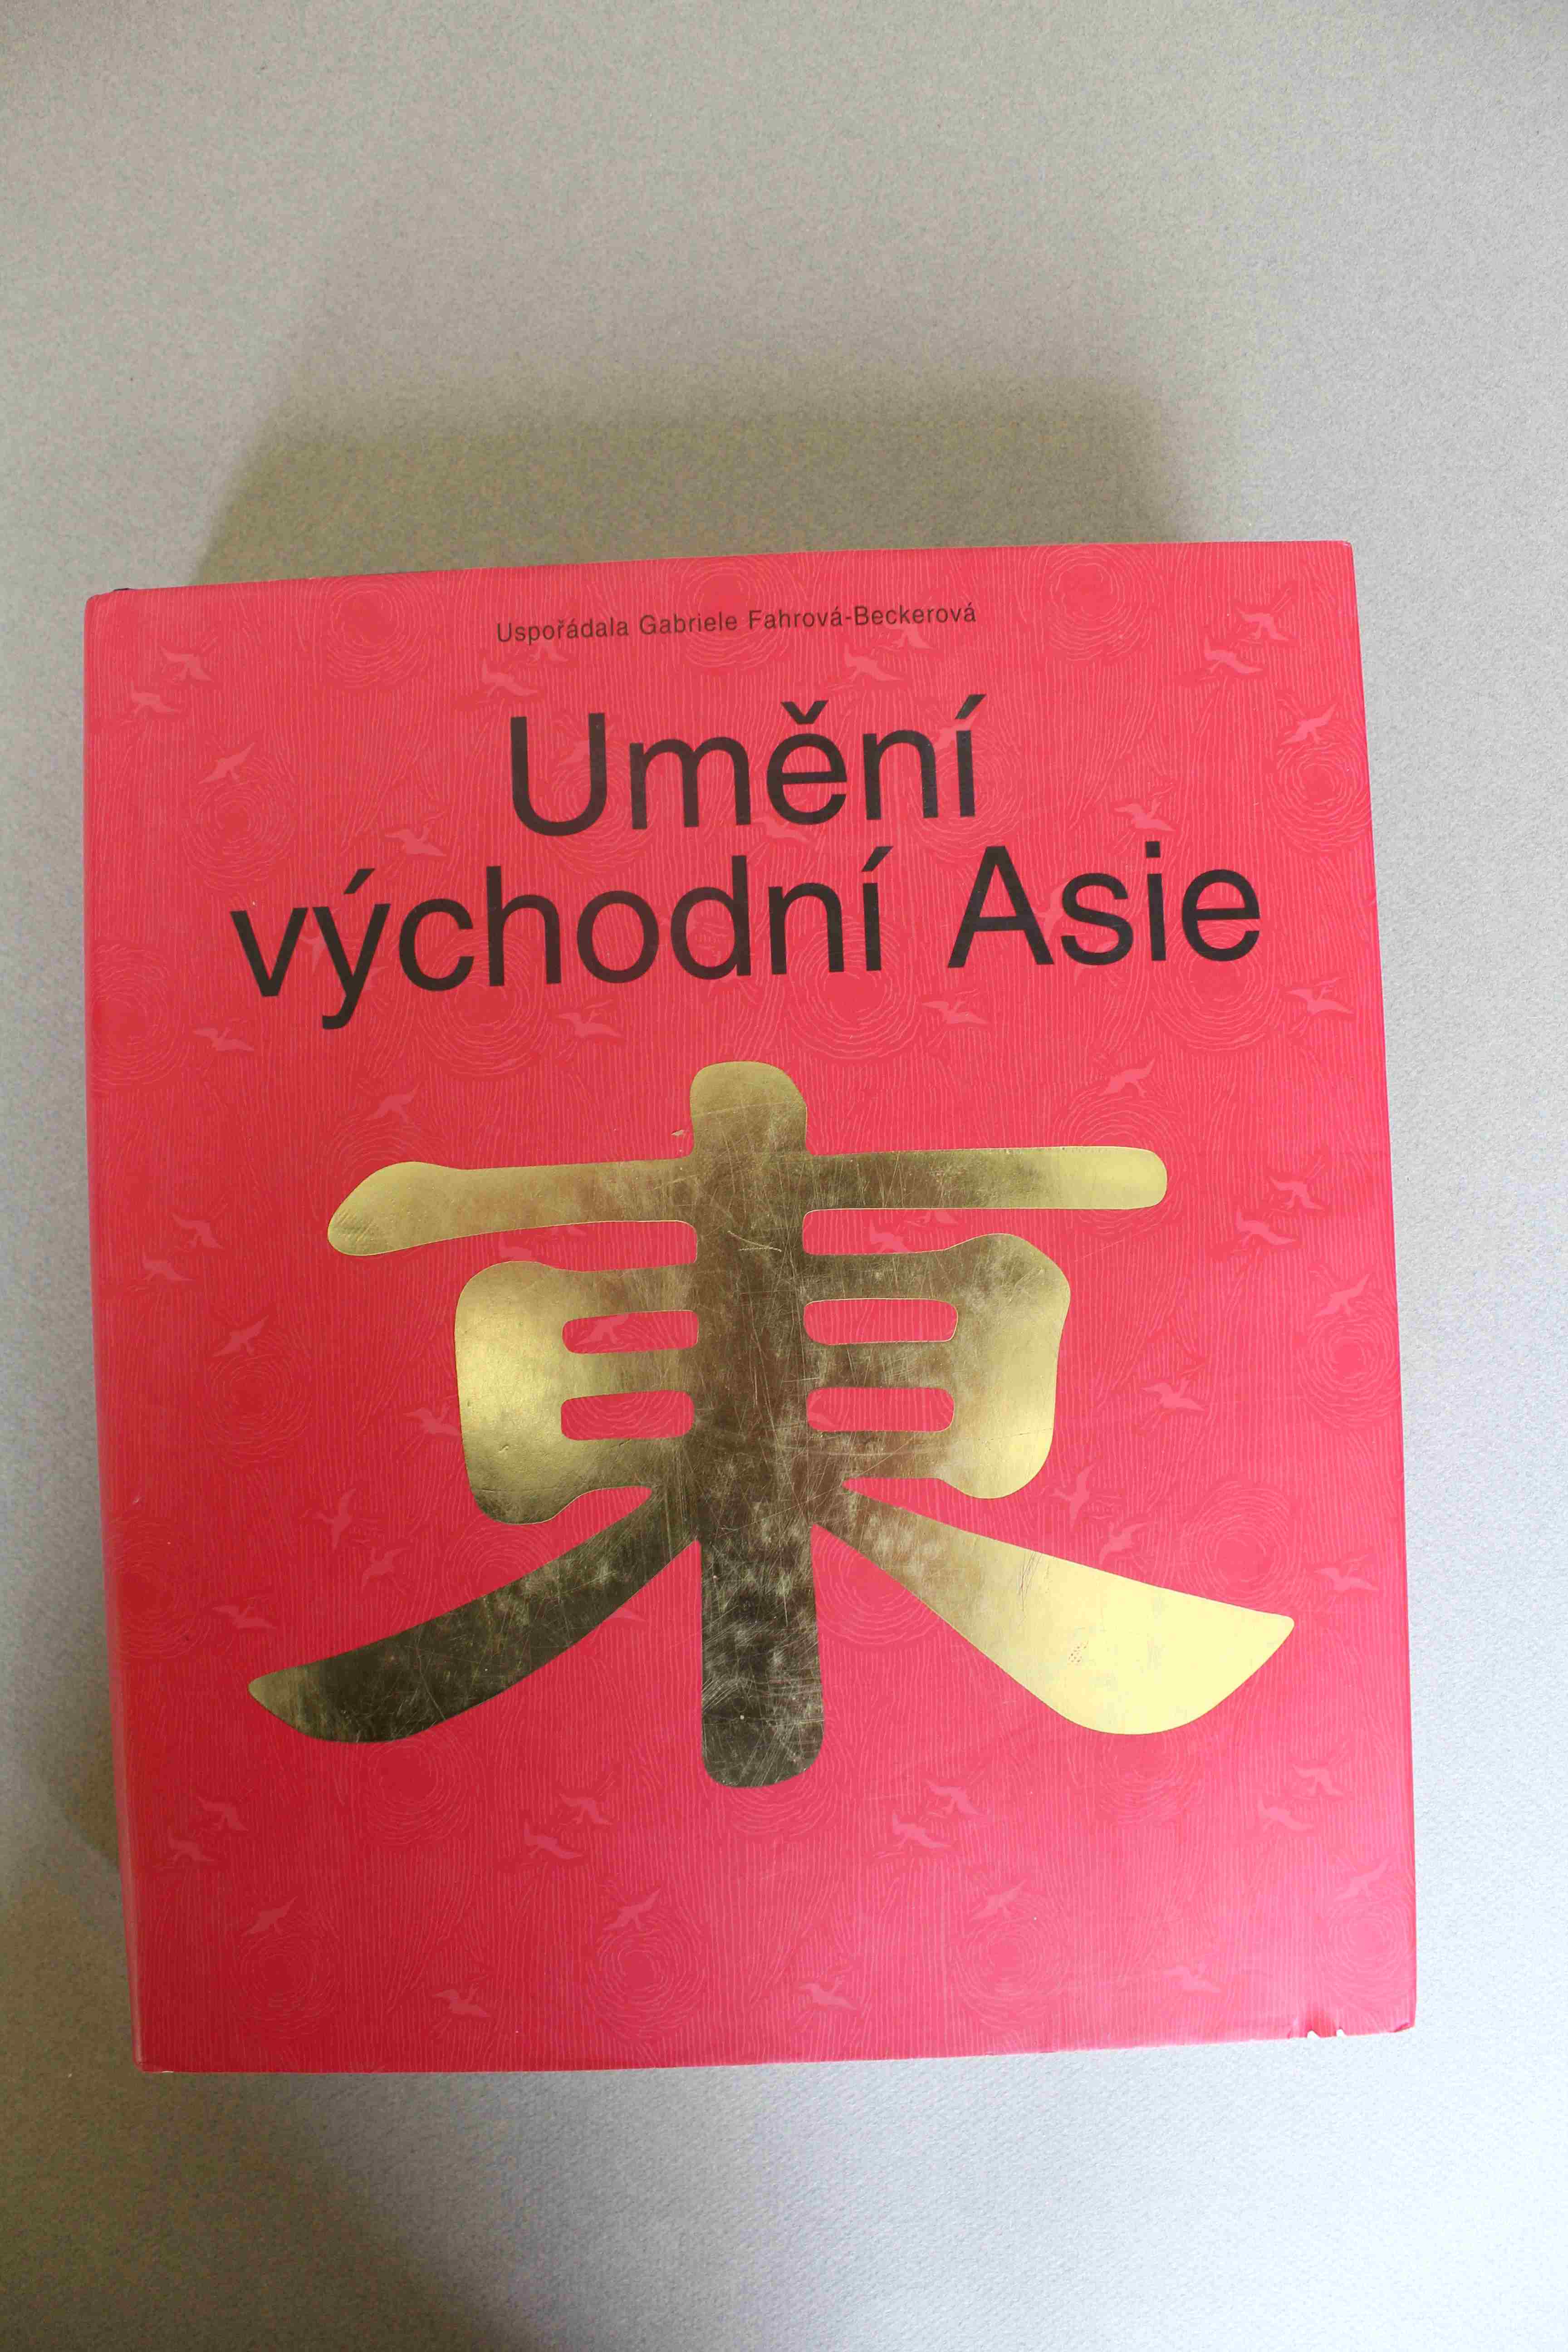 Uspořádala Gabriele Fahrová-Beckerová
Umění
východní Asie
東